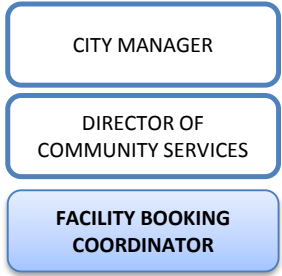 CITY MANAGER
DIRECTOR OF
COMMUNITY SERVICES
FACILITY BOOKING
COORDINATOR